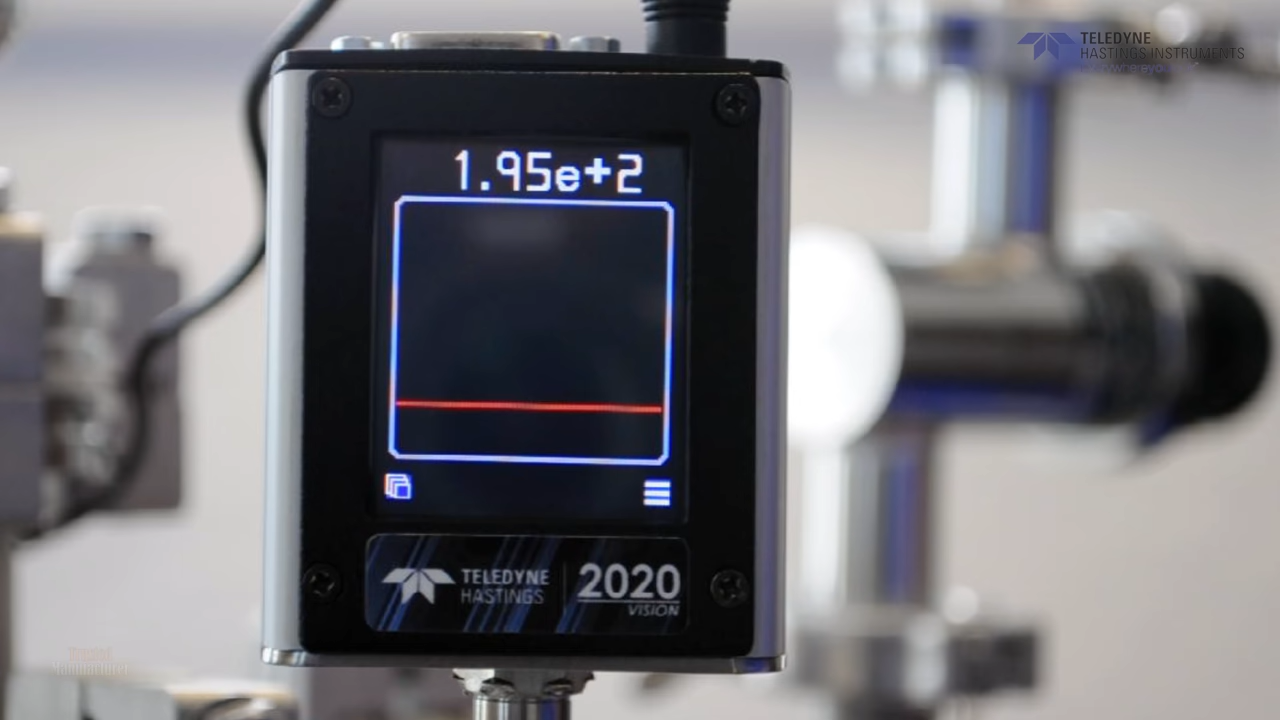 TELEDYNE
HASTINGS INSTRUMENTS
1.95e+2
TELEDYNE
HASTINGS
2020
VISION